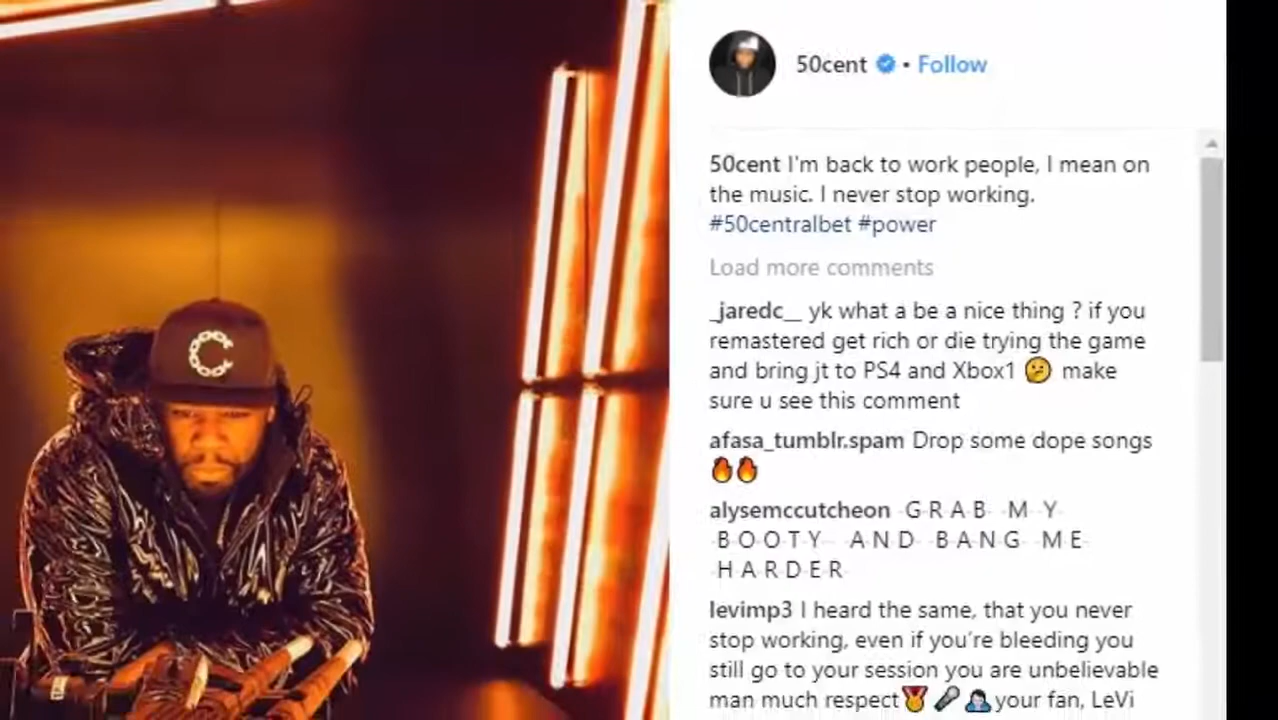 C
50cent • Follow
50cent I'm back to work people, I mean on
the music. I never stop working.
#50centralbet #power
Load more comments
_jaredc__ yk what a be a nice thing ? if you
remastered get rich or die trying the game
and bring jt to PS4 and Xbox1 🫤 make
sure u see this comment
afasa_tumblr.spam Drop some dope songs
🔥🔥
alysemccutcheon G R A B M Y
B O O T Y A N D B A N G M E
H A R D E R
levimp3 I heard the same, that you never
stop working, even if you're bleeding you
still go to your session you are unbelievable
man much respect🏅🎤🙇your fan, LeVi